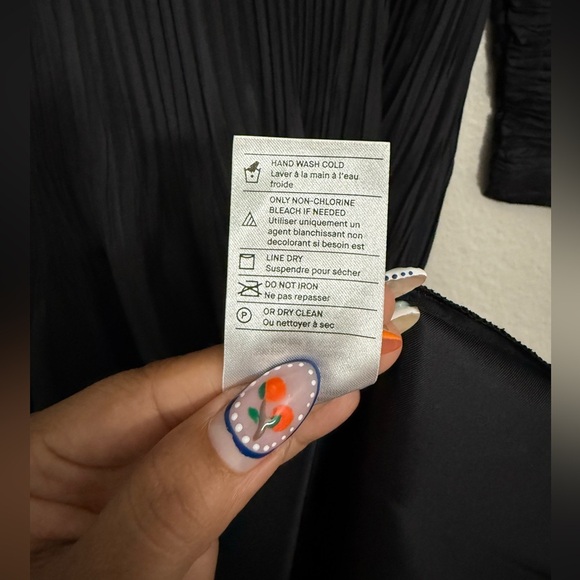 HAND WASH COLD
Laver à la main à l'eau
froide
ONLY NON-CHLORINE
BLEACH IF NEEDED
Utiliser uniquement un
agent blanchissant non
decolorant si besoin est
LINE DRY
Suspendre pour sécher
DO NOT IRON
Ne pas repasser
P
OR DRY CLEAN
Ou nettoyer à sec